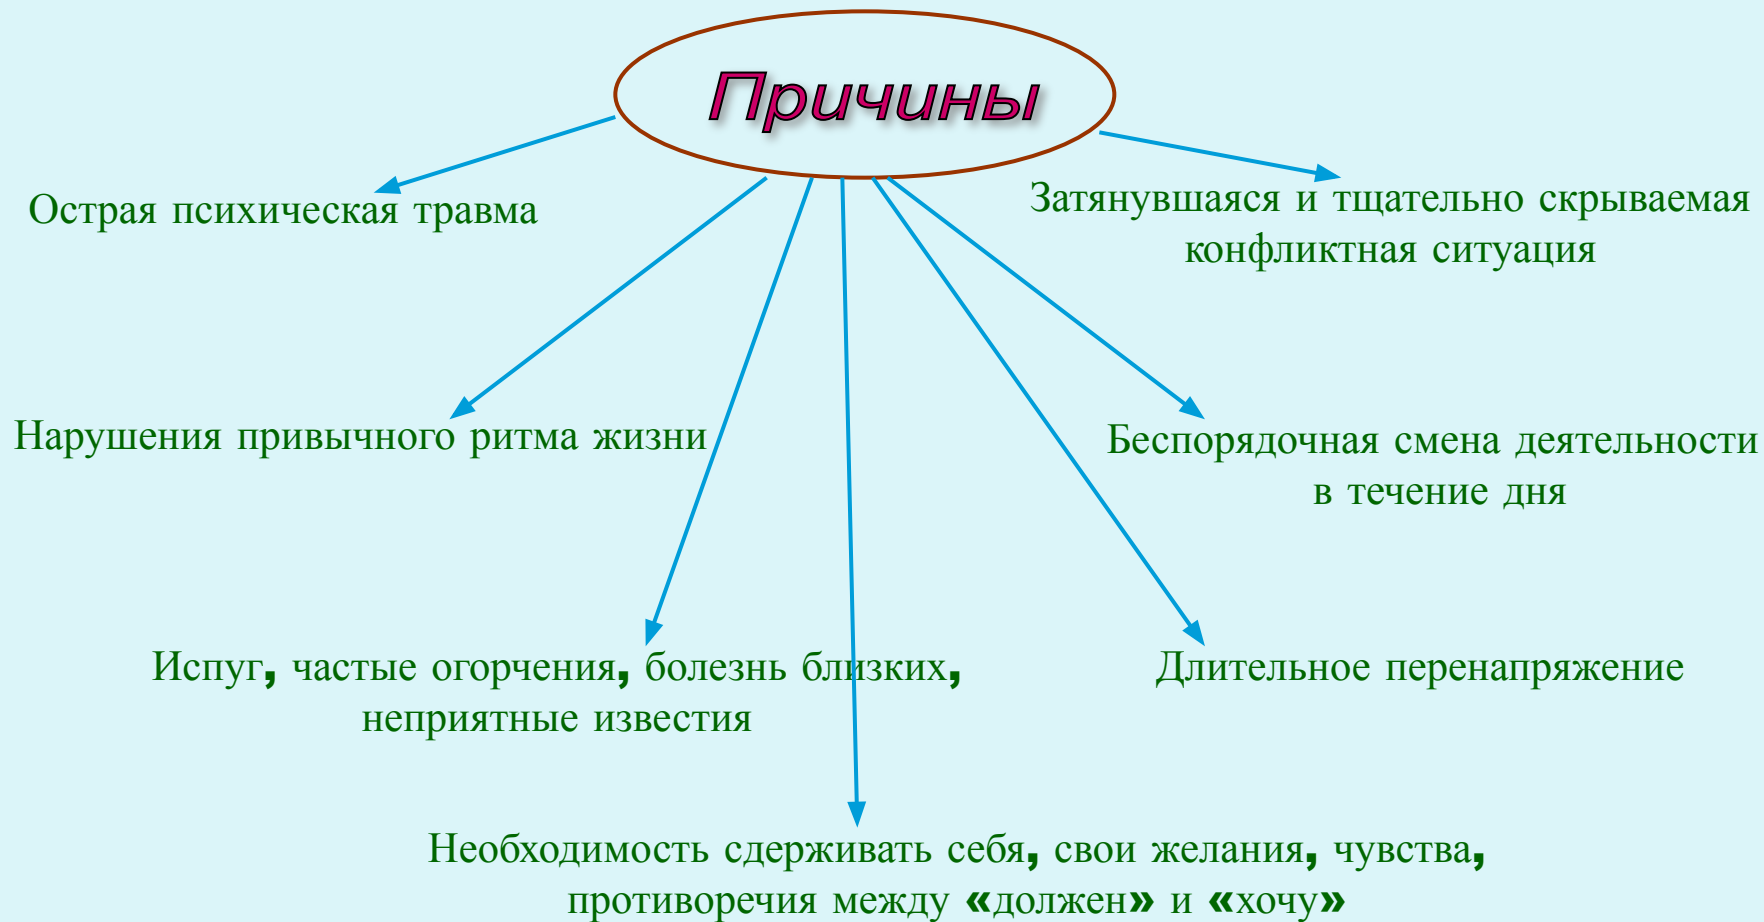 Причины
Острая психическая травма
Затянувшаяся и тщательно скрываемая
конфликтная ситуация
Нарушения привычного ритма жизни
Беспорядочная смена деятельности
в течение дня
Испуг, частые огорчения, болезнь близких,
неприятные известия
Длительное перенапряжение
Необходимость сдерживать себя, свои желания, чувства,
противоречия между «должен» и «хочу»